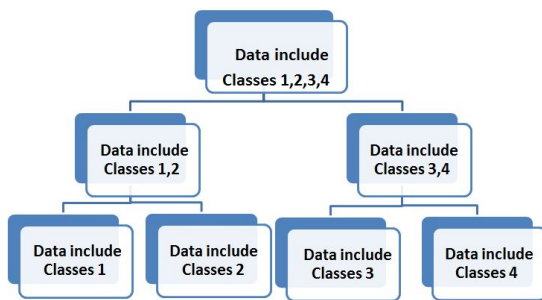 Data include
Classes 1,2,3,4
Data include
Classes 1,2
Data include
Classes 3,4
Data include
Classes 1
Data include
Classes 2
Data include
Classes 3
Data include
Classes 4